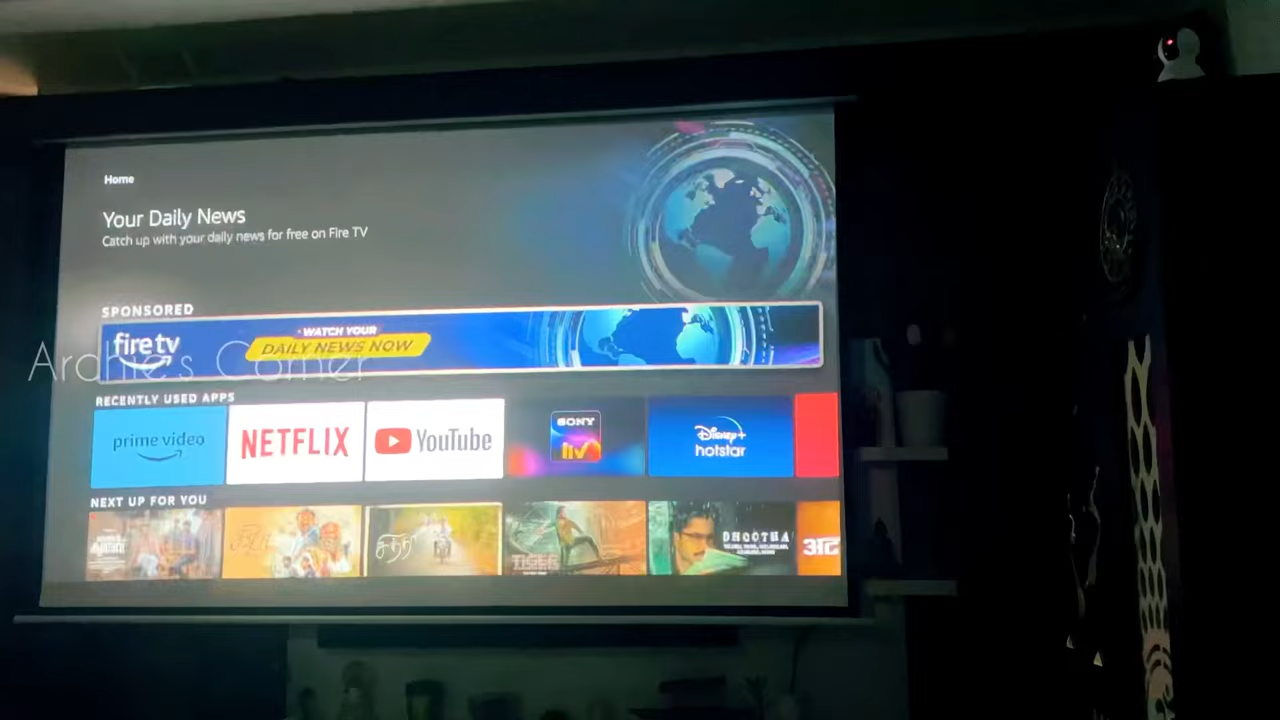 Home
Your Daily News
Catch up with your daily news for free on Fire TV
SPONSORED
fire tv
WATCH YOUR
DAILY NEWS NOW
Archie's Corner
RECENTLY USED APPS
prime video
NETFLIX
YouTube
SONY
liv
Disney+
hotstar
NEXT UP FOR YOU
BHOOTHA